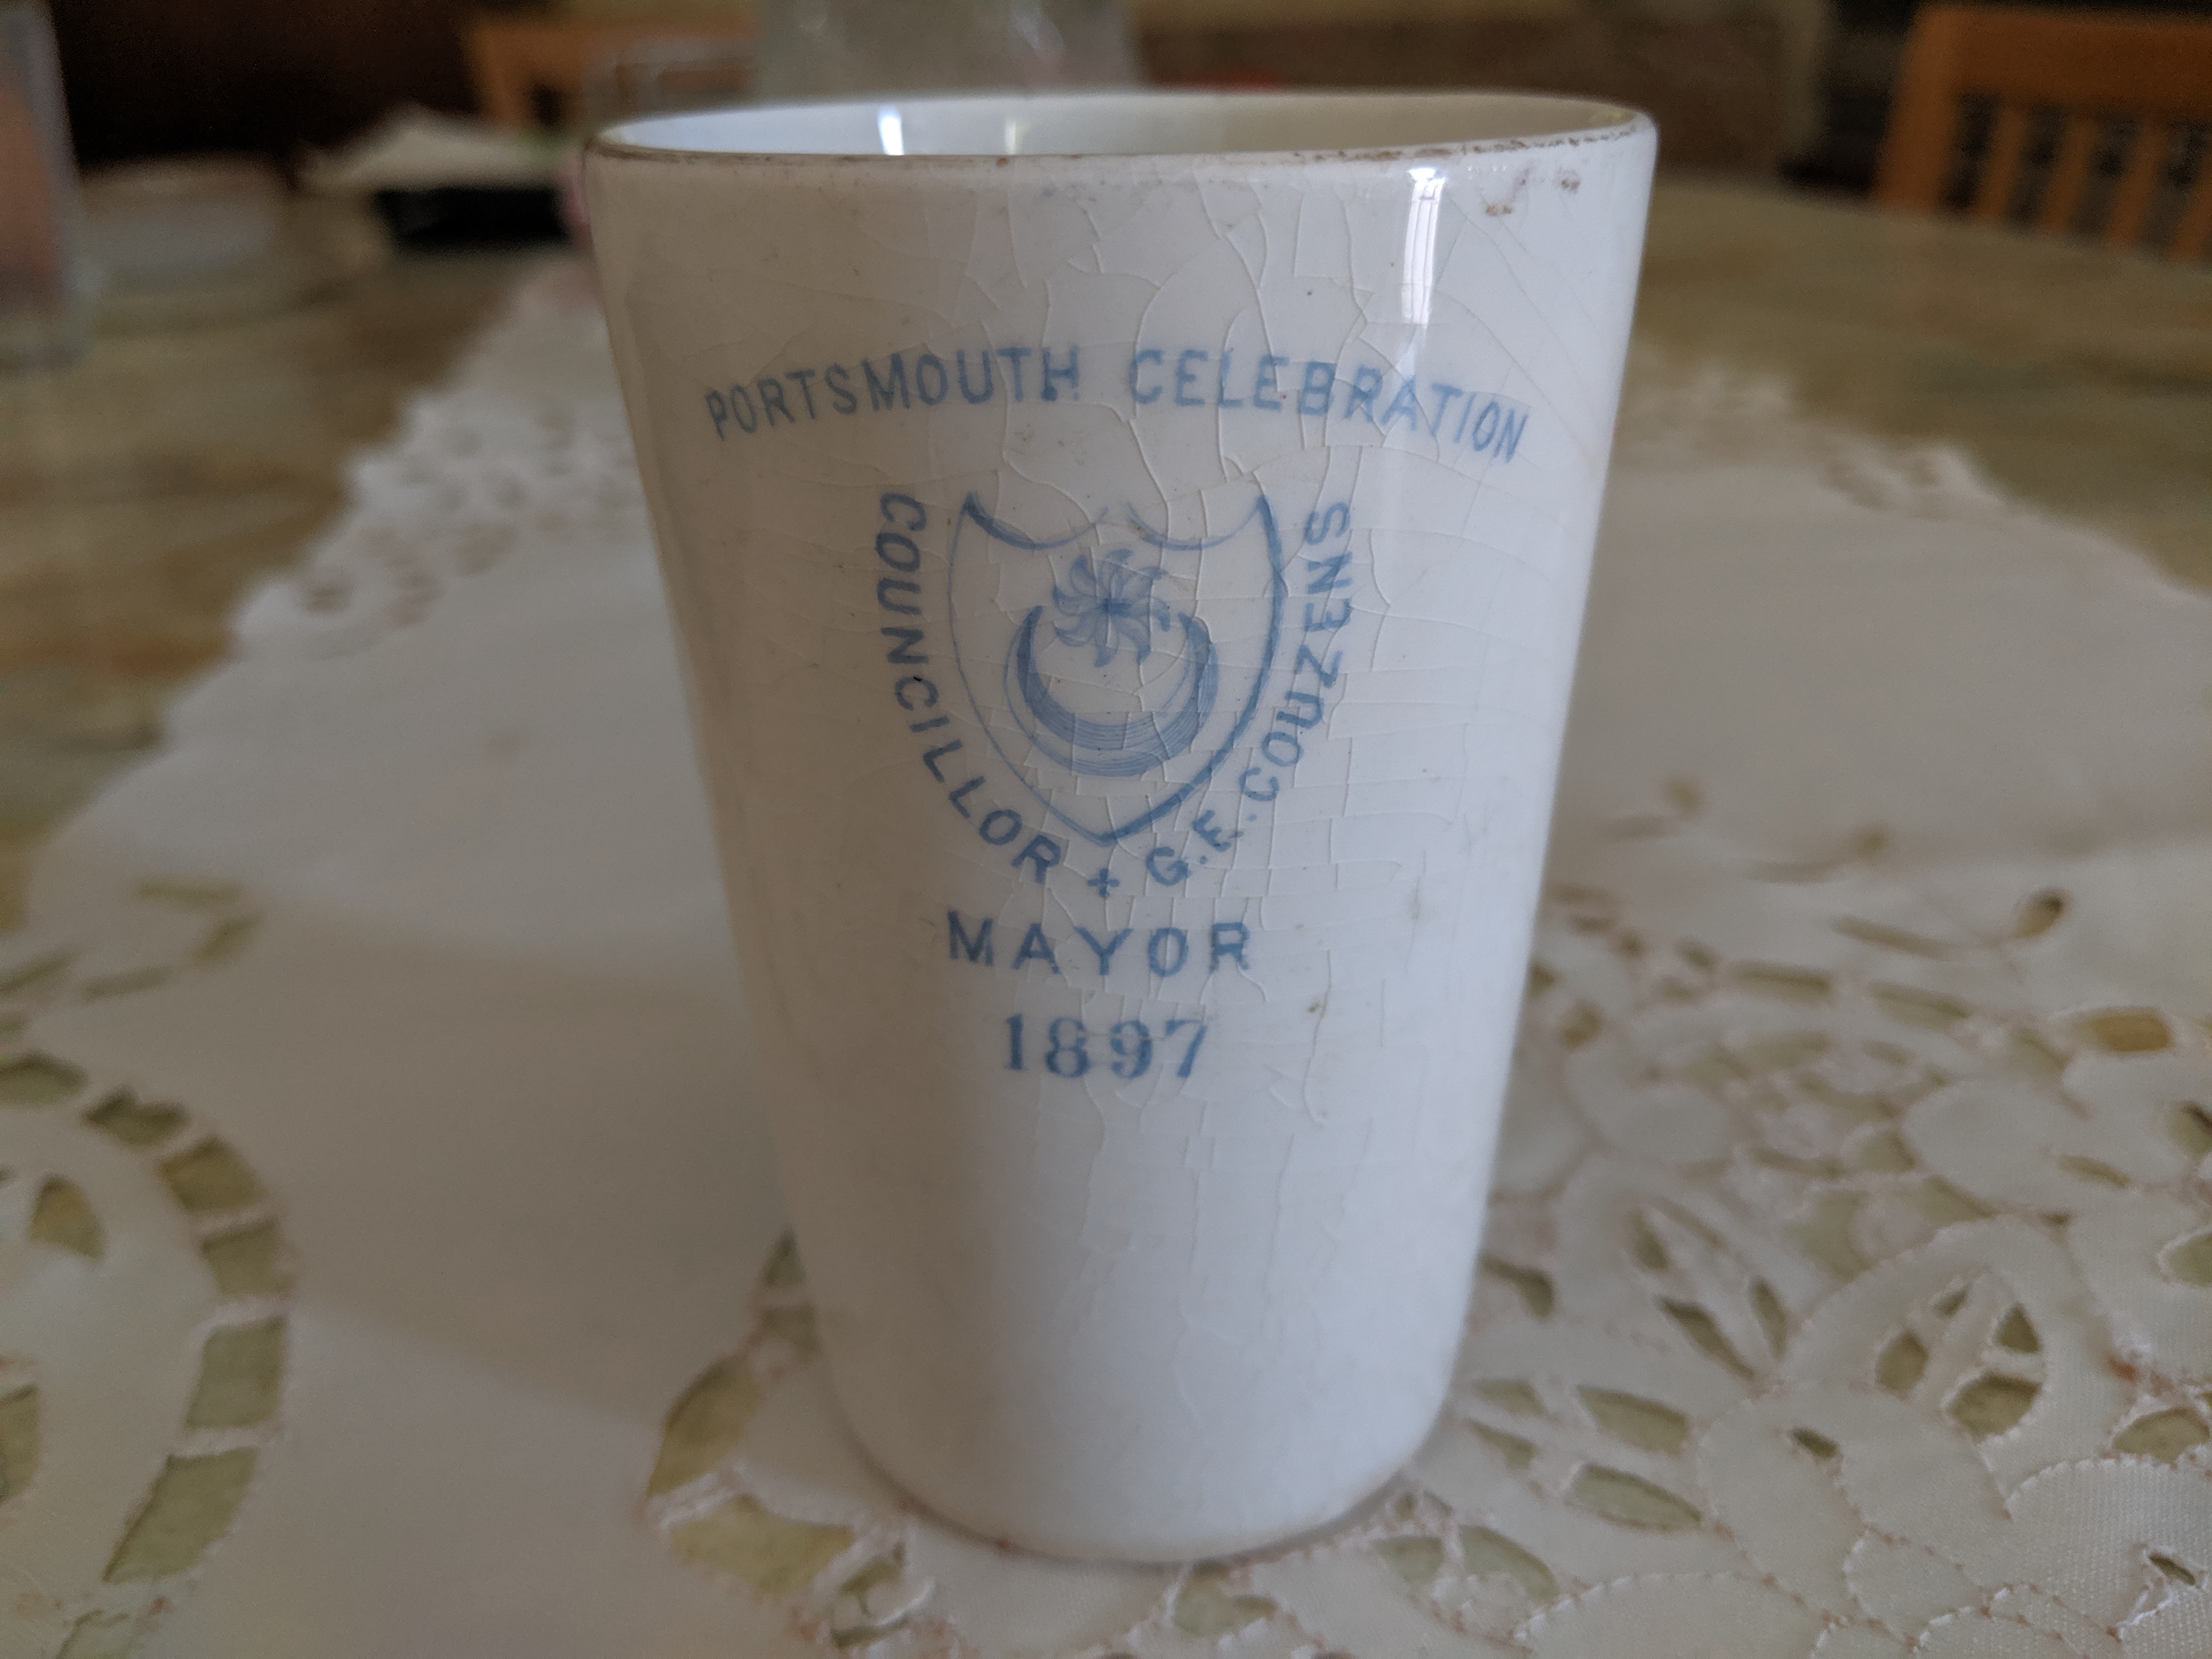 PORTSMOUTH CELEBRATION
COUNCILLOR + G.E. COUZENS
MAYOR
1897